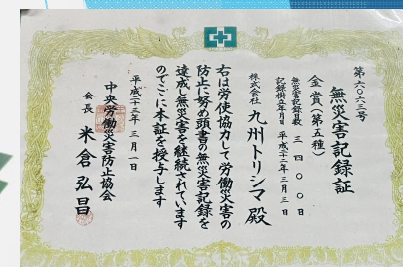 第六〇六三号
無災害記録証
金賞(第五種)
無災害記録日数 三四〇〇日
記録樹立年月日 平成二十二年三月三日
株式会社 九州トリシマ殿
右は労使協力して労働災害の
防止に努め頭書の無災害記録を
達成し無災害を継続されています
のでここに本証を授与します
平成二十三年三月一日
中央労働災害防止協会
会長 米倉弘昌